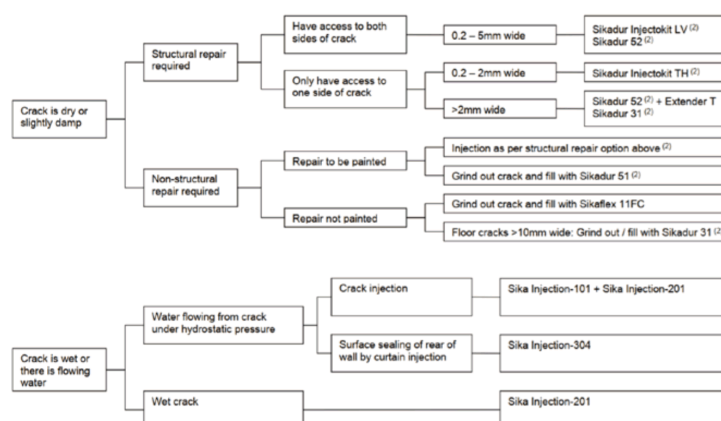 Crack is dry or
slightly damp
Structural repair
required
Have access to both
sides of crack
0.2 – 5mm wide
Sikadur Injectokit LV (2)
Sikadur 52 (2)
Only have access to
one side of crack
0.2 – 2mm wide
Sikadur Injectokit TH (2)
>2mm wide
Sikadur 52 (2) + Extender T
Sikadur 31 (2)
Non-structural
repair required
Repair to be painted
Injection as per structural repair option above (2)
Grind out crack and fill with Sikadur 51 (2)
Repair not painted
Grind out crack and fill with Sikaflex 11FC
Floor cracks >10mm wide: Grind out / fill with Sikadur 31 (2)
Crack is wet or
there is flowing
water
Water flowing from crack
under hydrostatic pressure
Crack injection
Sika Injection-101 + Sika Injection-201
Surface sealing of rear of
wall by curtain injection
Sika Injection-304
Wet crack
Sika Injection-201